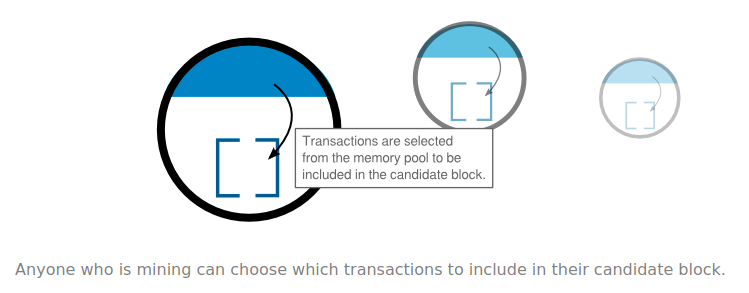 Transactions are selected
from the memory pool to be
included in the candidate block.
Anyone who is mining can choose which transactions to include in their candidate block.